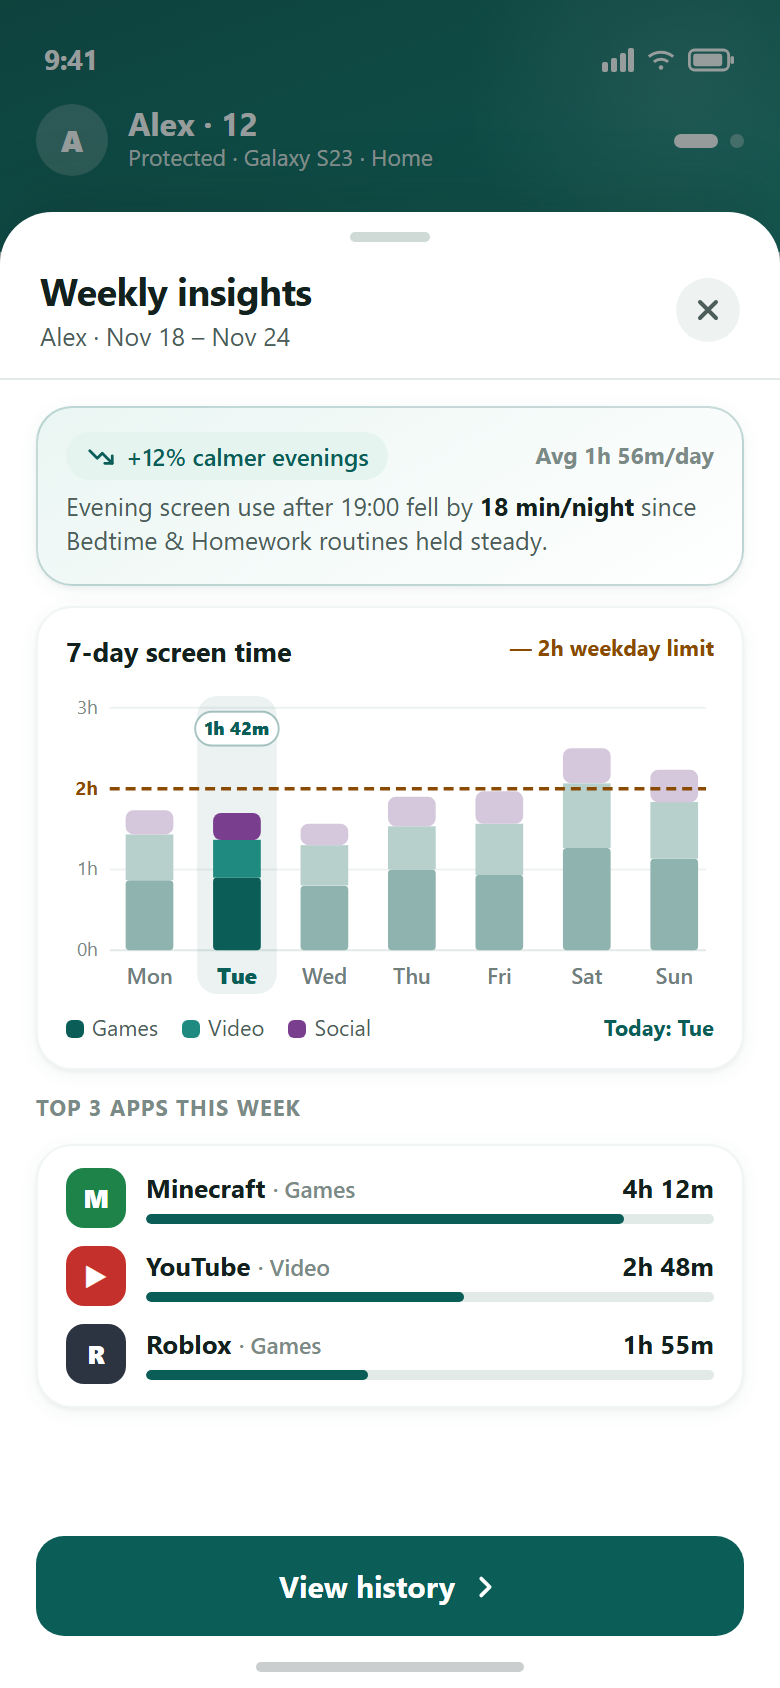 9:41
A
Alex · 12
Protected · Galaxy S23 · Home
Weekly insights
Alex · Nov 18 – Nov 24
+12% calmer evenings
Avg 1h 56m/day
Evening screen use after 19:00 fell by 18 min/night since
Bedtime & Homework routines held steady.
7-day screen time
— 2h weekday limit
3h
1h 42m
2h
1h
0h
Mon Tue Wed Thu Fri Sat Sun
Games Video Social
Today: Tue
TOP 3 APPS THIS WEEK
M
Minecraft · Games
4h 12m
YouTube · Video
2h 48m
R
Roblox · Games
1h 55m
View history